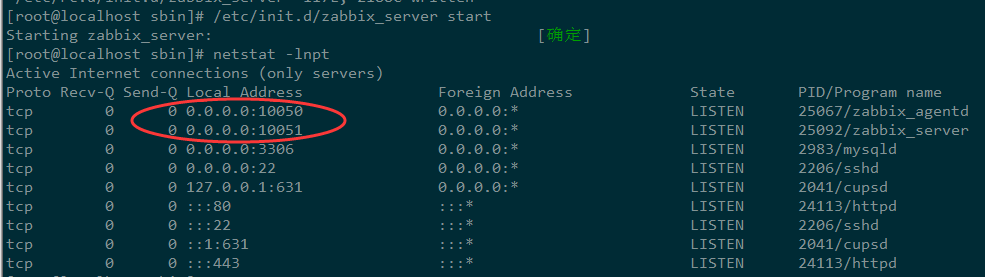 [root@localhost sbin]# /etc/init.d/zabbix_server start
Starting zabbix_server:                                    [确定]
[root@localhost sbin]# netstat -lnpt
Active Internet connections (only servers)
Proto Recv-Q Send-Q Local Address               Foreign Address             State       PID/Program name
tcp        0      0 0.0.0.0:10050               0.0.0.0:*                   LISTEN      25067/zabbix_agentd
tcp        0      0 0.0.0.0:10051               0.0.0.0:*                   LISTEN      25092/zabbix_server
tcp        0      0 0.0.0.0:3306                0.0.0.0:*                   LISTEN      2983/mysqld
tcp        0      0 0.0.0.0:22                  0.0.0.0:*                   LISTEN      2206/sshd
tcp        0      0 127.0.0.1:631               0.0.0.0:*                   LISTEN      2041/cupsd
tcp        0      0 :::80                       :::*                        LISTEN      24113/httpd
tcp        0      0 :::22                       :::*                        LISTEN      2206/sshd
tcp        0      0 ::1:631                     :::*                        LISTEN      2041/cupsd
tcp        0      0 :::443                      :::*                        LISTEN      24113/httpd